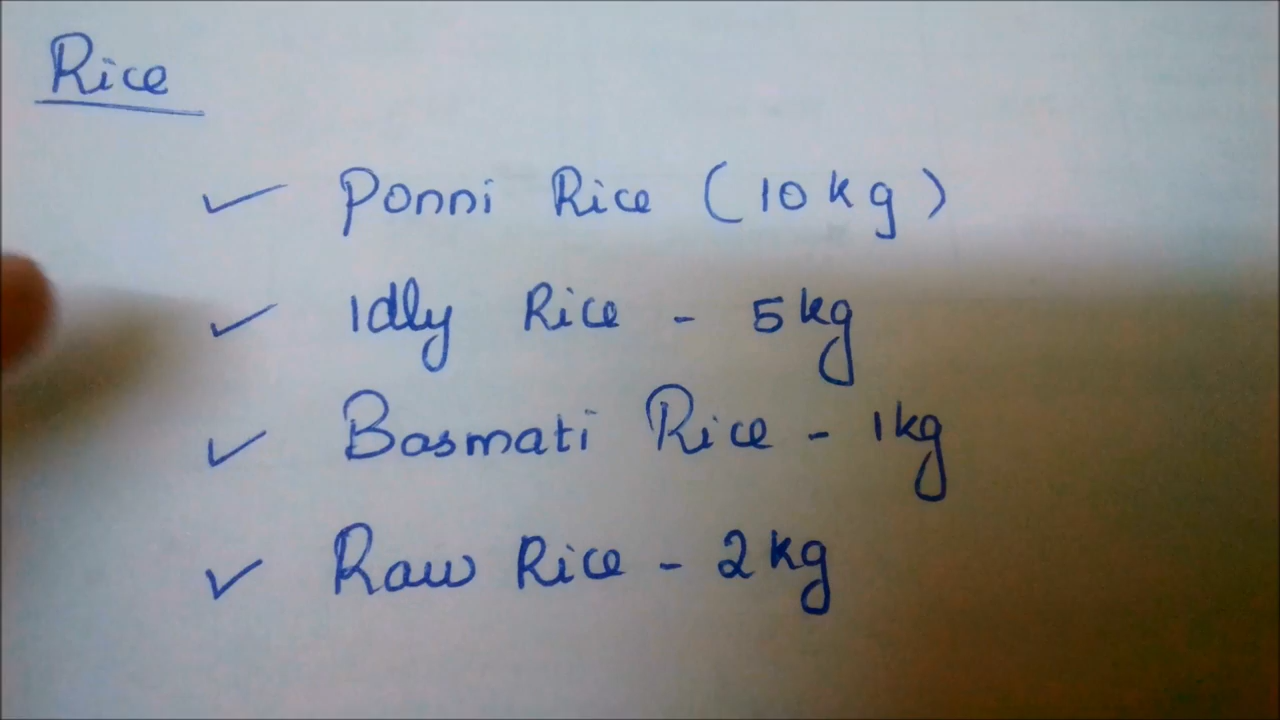 Rice
✓ Ponni Rice (10kg)
✓ Idly Rice - 5kg
✓ Basmati Rice - 1kg
✓ Raw Rice - 2kg